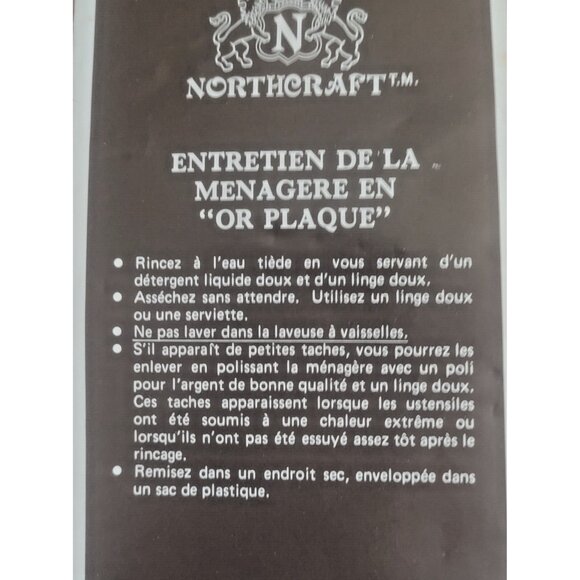 N
NORTHCRAFT T.M.
ENTRETIEN DE LA
MENAGERE EN
“OR PLAQUE”
● Rincez à l'eau tiède en vous servant d'un
détergent liquide doux et d'un linge doux.
● Asséchez sans attendre. Utilisez un linge doux
ou une serviette.
● Ne pas laver dans la laveuse à vaisselles.
● S'il apparaît de petites taches, vous pourrez les
enlever en polissant la ménagère avec un poli
pour l'argent de bonne qualité et un linge doux.
Ces taches apparaissent lorsque les ustensiles
ont été soumis à une chaleur extrême ou
lorsqu'ils n'ont pas été essuyé assez tôt après le
rincage.
● Remisez dans un endroit sec, enveloppée dans
un sac de plastique.